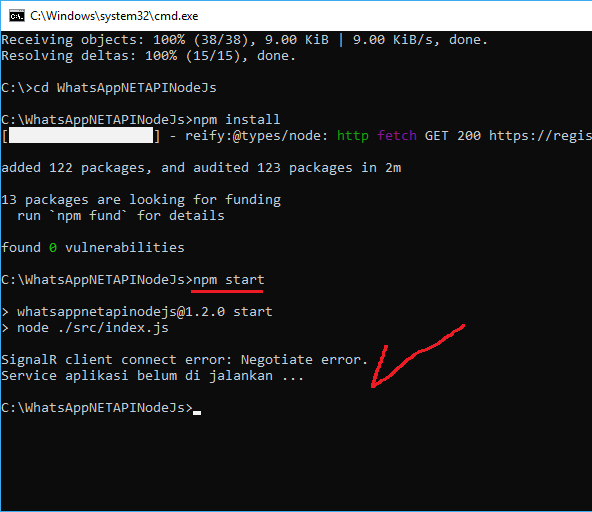 C:\Windows\system32\cmd.exe
Receiving objects: 100% (38/38), 9.00 KiB | 9.00 KiB/s, done.
Resolving deltas: 100% (15/15), done.
C:\>cd WhatsAppNETAPINodeJs
C:\WhatsAppNETAPINodeJs>npm install
[ ] - reify:@types/node: http fetch GET 200 https://regis
added 122 packages, and audited 123 packages in 2m
13 packages are looking for funding
run `npm fund` for details
found 0 vulnerabilities
C:\WhatsAppNETAPINodeJs>npm start
> whatsappnetapinodejs@1.2.0 start
> node ./src/index.js
SignalR client connect error: Negotiate error.
Service aplikasi belum di jalankan ...
C:\WhatsAppNETAPINodeJs>